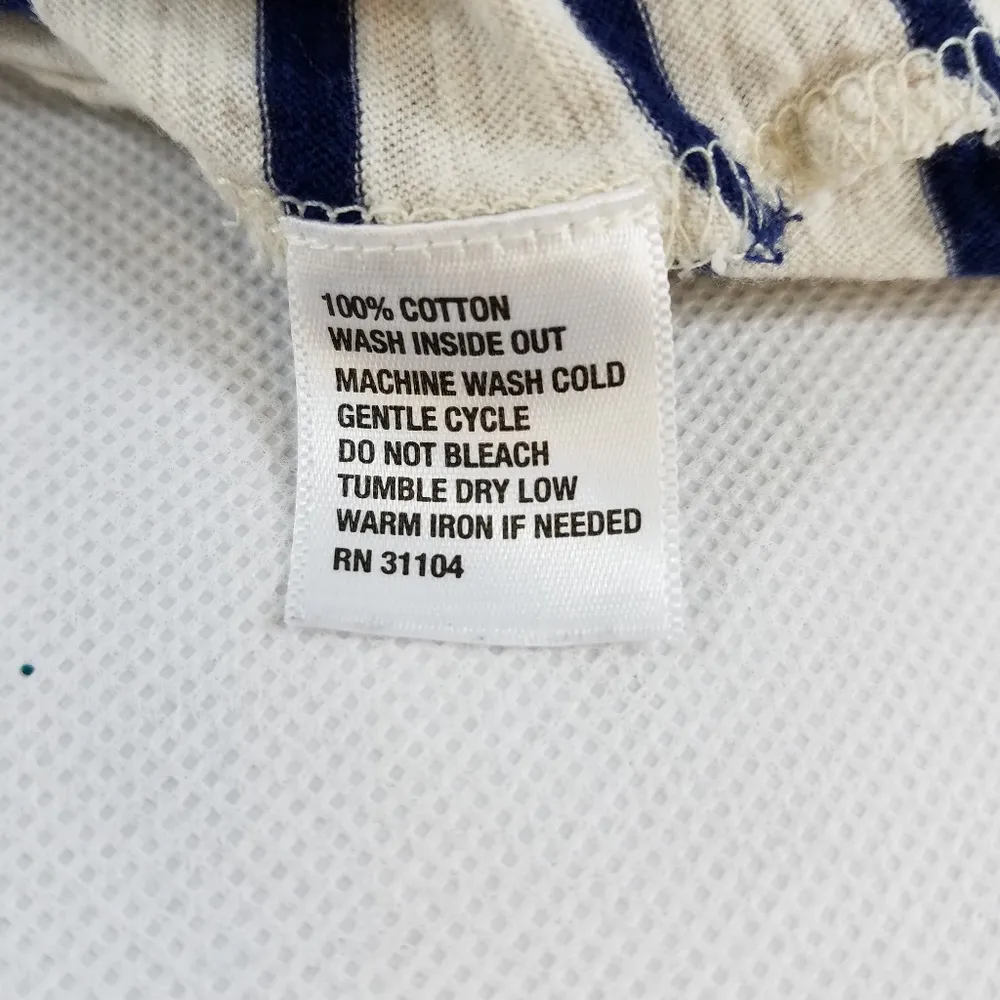 100% COTTON
WASH INSIDE OUT
MACHINE WASH COLD
GENTLE CYCLE
DO NOT BLEACH
TUMBLE DRY LOW
WARM IRON IF NEEDED
RN 31104